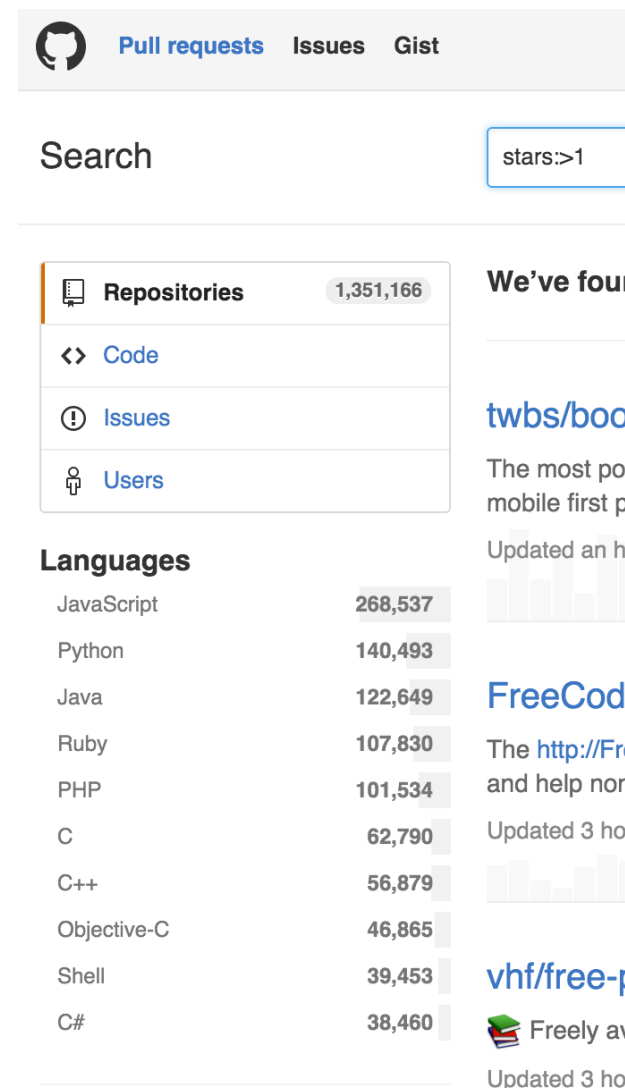 Pull requests Issues Gist
Search
stars:>1
Repositories 1,351,166
Code
Issues
Users
Languages
JavaScript 268,537
Python 140,493
Java 122,649
Ruby 107,830
PHP 101,534
C 62,790
C++ 56,879
Objective-C 46,865
Shell 39,453
C# 38,460
We’ve four
twbs/boo
The most po
mobile first p
Updated an h
FreeCod
The http://Fre
and help non
Updated 3 ho
vhf/free-p
Freely av
Updated 3 ho